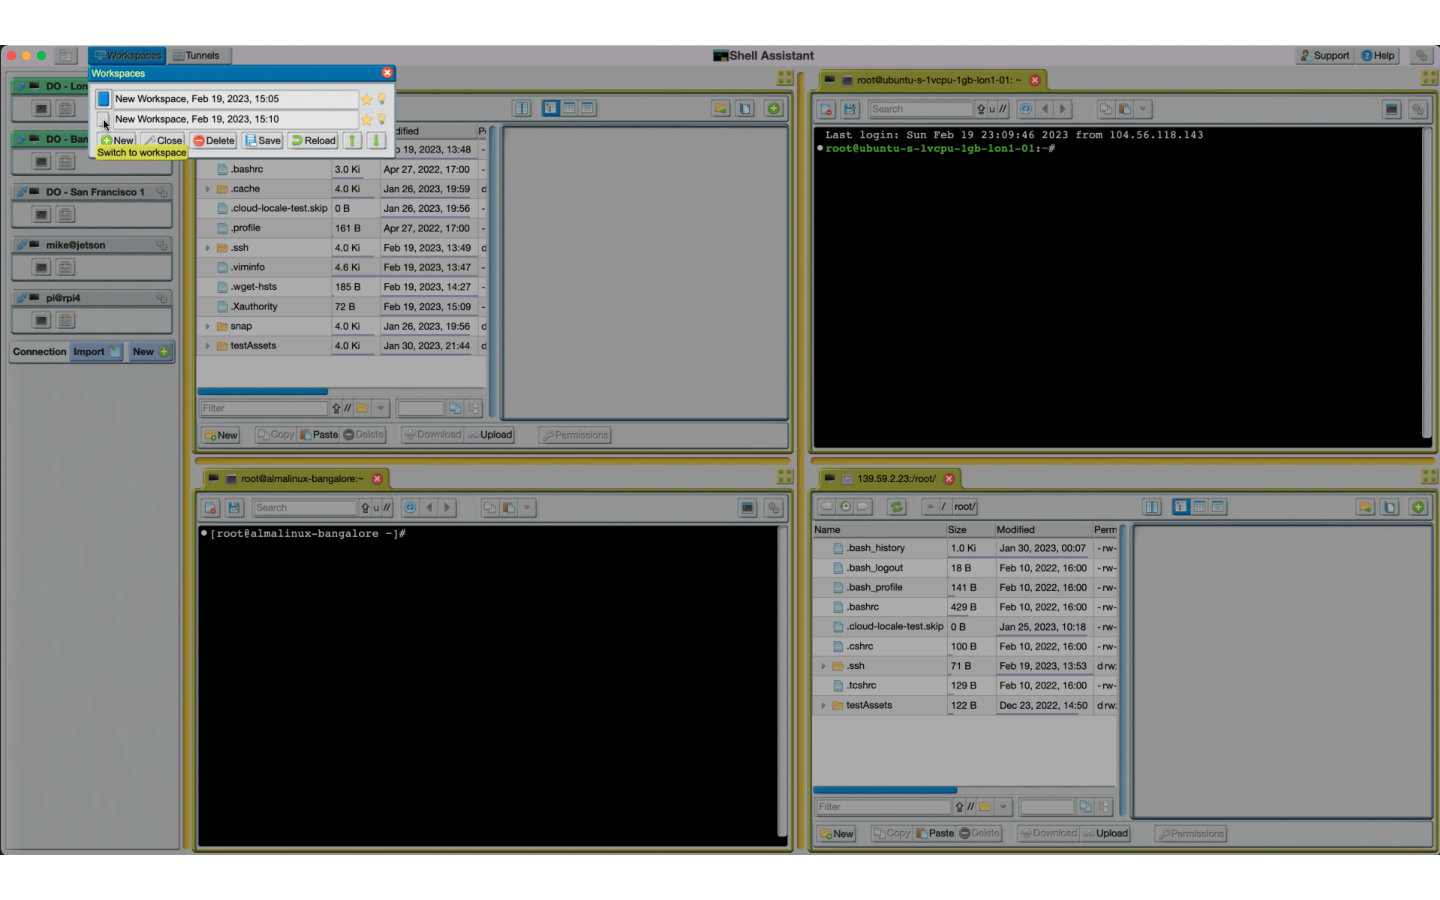 Workspaces
Tunnels
Shell Assistant
Support
Help
Workspaces
New Workspace, Feb 19, 2023, 15:05
New Workspace, Feb 19, 2023, 15:10
New
Close
Delete
Save
Reload
Switch to workspace
DO - Lon
DO - Ban
DO - San Francisco 1
mike@jetson
pi@rpi4
Connection
Import
New
19, 2023, 13:48
.bashrc 3.0 Ki Apr 27, 2022, 17:00 -
.cache 4.0 Ki Jan 26, 2023, 19:59 d
.cloud-locale-test.skip 0 B Jan 26, 2023, 19:56 -
.profile 161 B Apr 27, 2022, 17:00 -
.ssh 4.0 Ki Feb 19, 2023, 13:49 d
.viminfo 4.6 Ki Feb 19, 2023, 13:47 -
.wget-hsts 185 B Feb 19, 2023, 14:27 -
.Xauthority 72 B Feb 19, 2023, 15:09 -
snap 4.0 Ki Jan 26, 2023, 19:56 d
testAssets 4.0 Ki Jan 30, 2023, 21:44 d
Filter
//
New
Copy
Paste
Delete
Download
Upload
Permissions
root@ubuntu-s-1vcpu-1gb-lon1-01: ~
Search
u //
Last login: Sun Feb 19 23:09:46 2023 from 104.56.118.143
root@ubuntu-s-1vcpu-1gb-lon1-01:~#
root@almalinux-bangalore:~
Search
u //
[root@almalinux-bangalore ~]#
139.59.2.23:/root/
/ root/
Name Size Modified Perm
.bash_history 1.0 Ki Jan 30, 2023, 00:07 -rw-
.bash_logout 18 B Feb 10, 2022, 16:00 -rw-
.bash_profile 141 B Feb 10, 2022, 16:00 -rw-
.bashrc 429 B Feb 10, 2022, 16:00 -rw-
.cloud-locale-test.skip 0 B Jan 25, 2023, 10:18 -rw-
.cshrc 100 B Feb 10, 2022, 16:00 -rw-
.ssh 71 B Feb 19, 2023, 13:53 drw
.tcshrc 129 B Feb 10, 2022, 16:00 -rw-
testAssets 122 B Dec 23, 2022, 14:50 drw
Filter
//
New
Copy
Paste
Delete
Download
Upload
Permissions